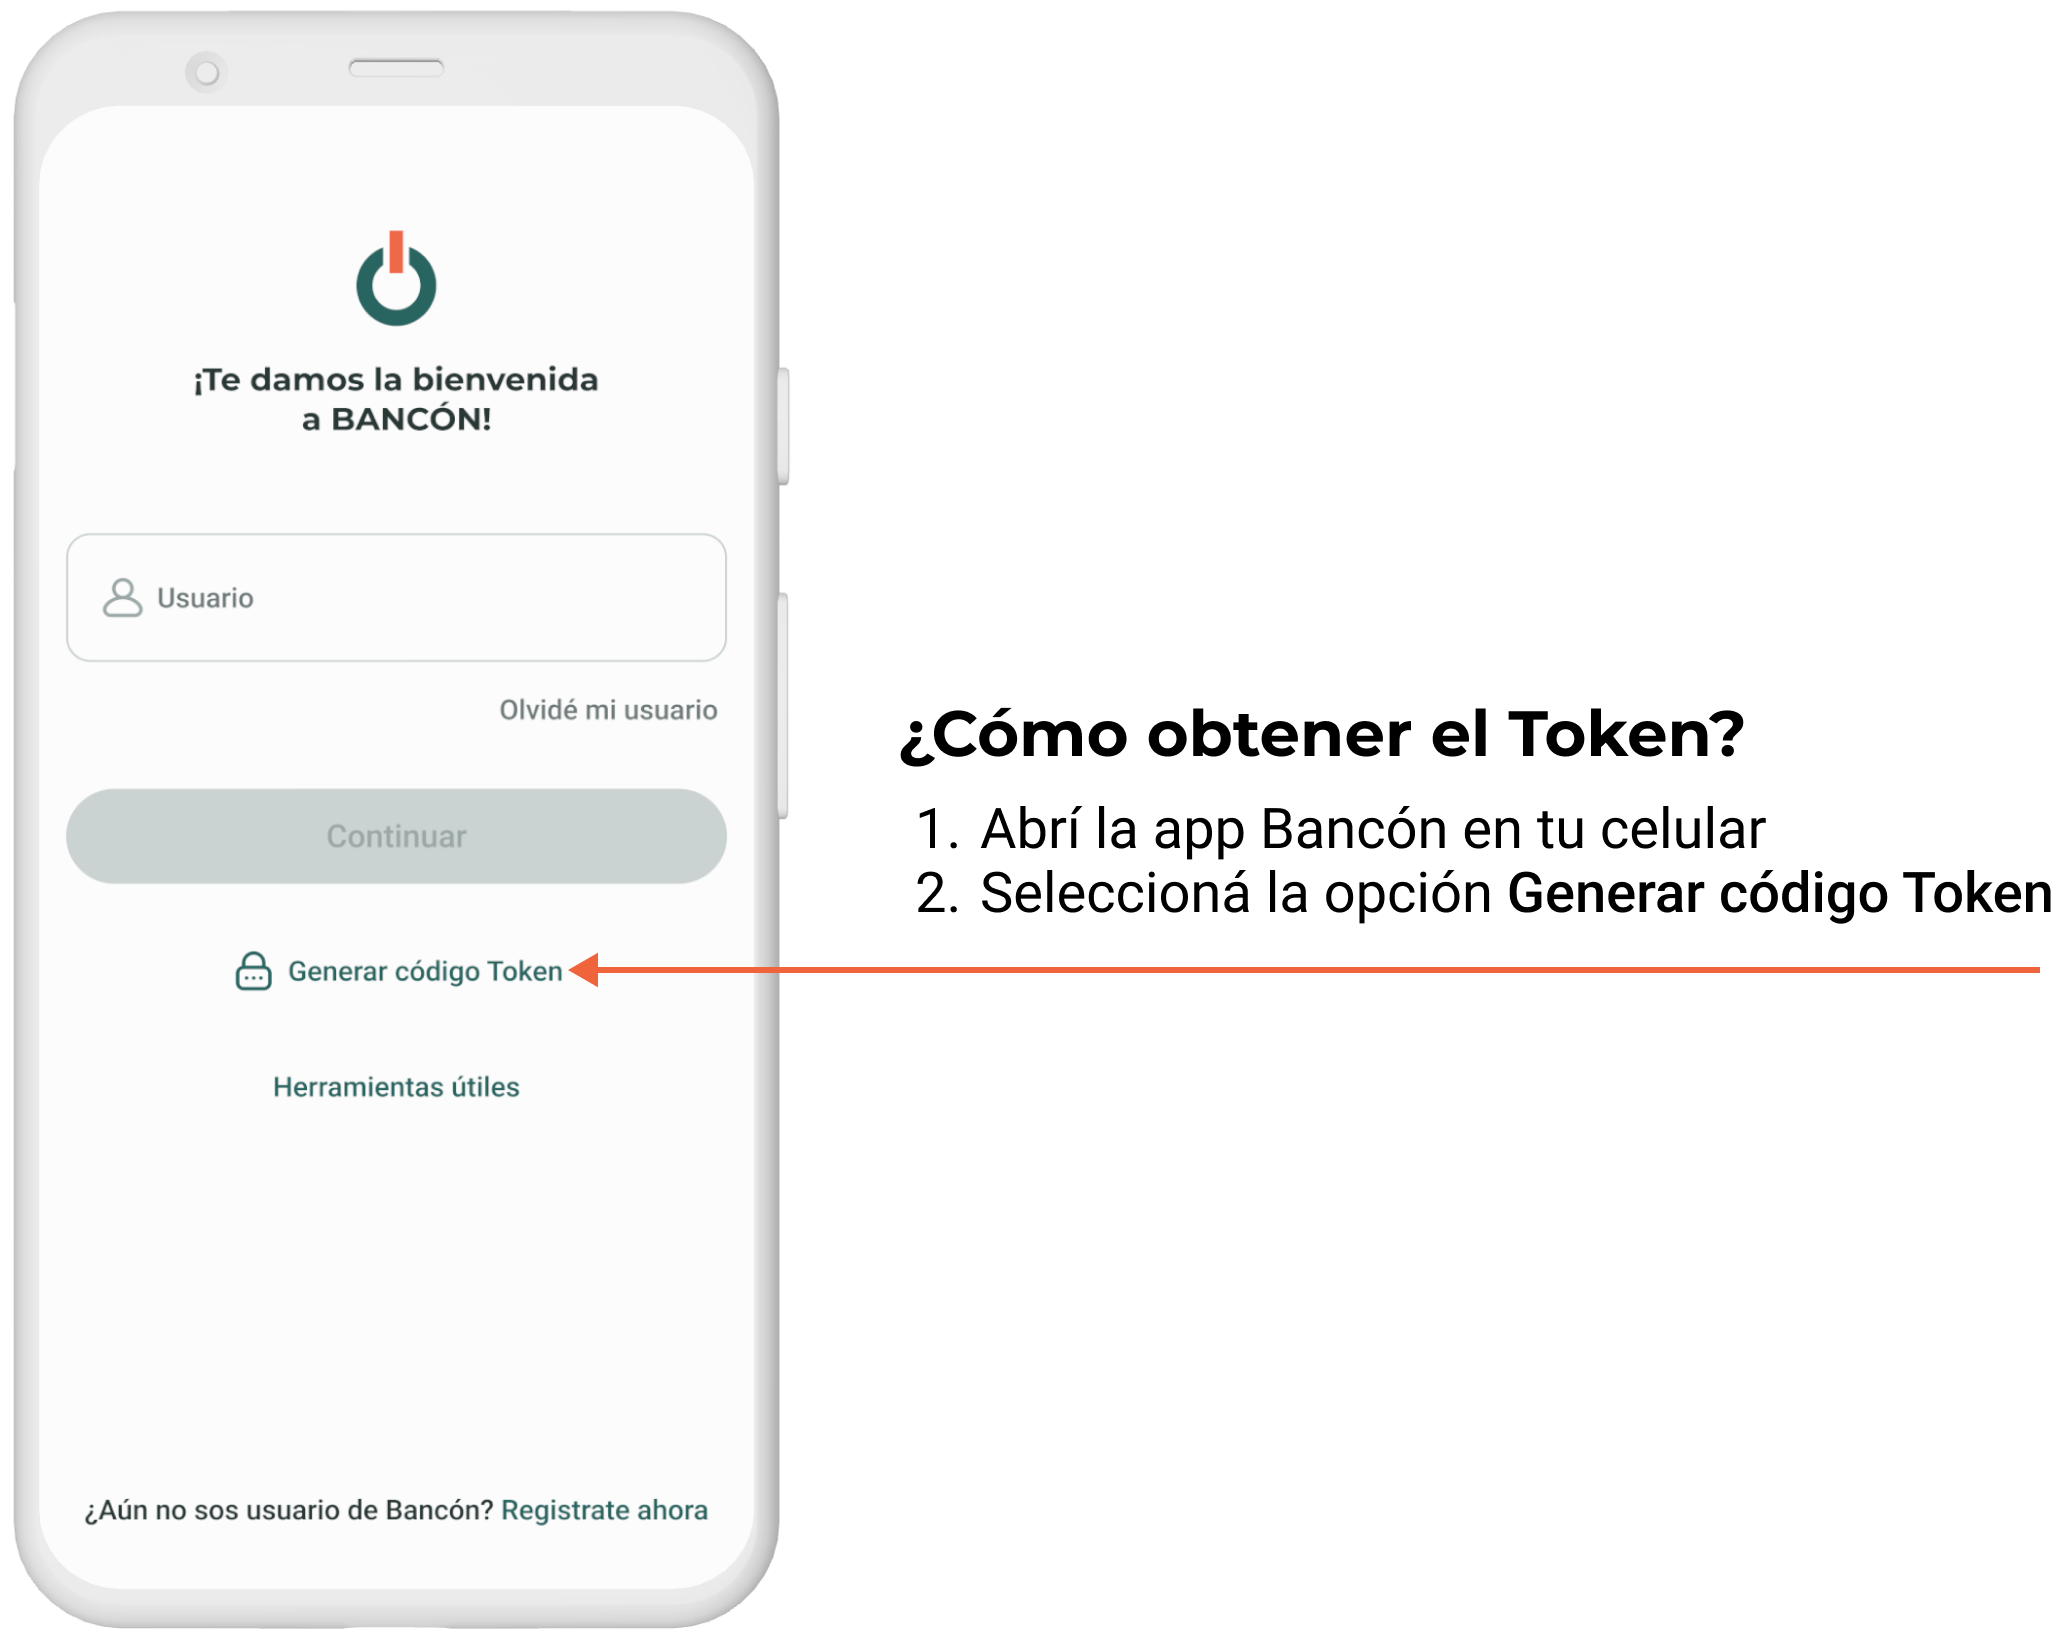 ¡Te damos la bienvenida
a BANCÓN!
Usuario
Olvidé mi usuario
Continuar
Generar código Token
Herramientas útiles
¿Aún no sos usuario de Bancón? Registrate ahora
¿Cómo obtener el Token?
1. Abrí la app Bancón en tu celular
2. Seleccioná la opción Generar código Token